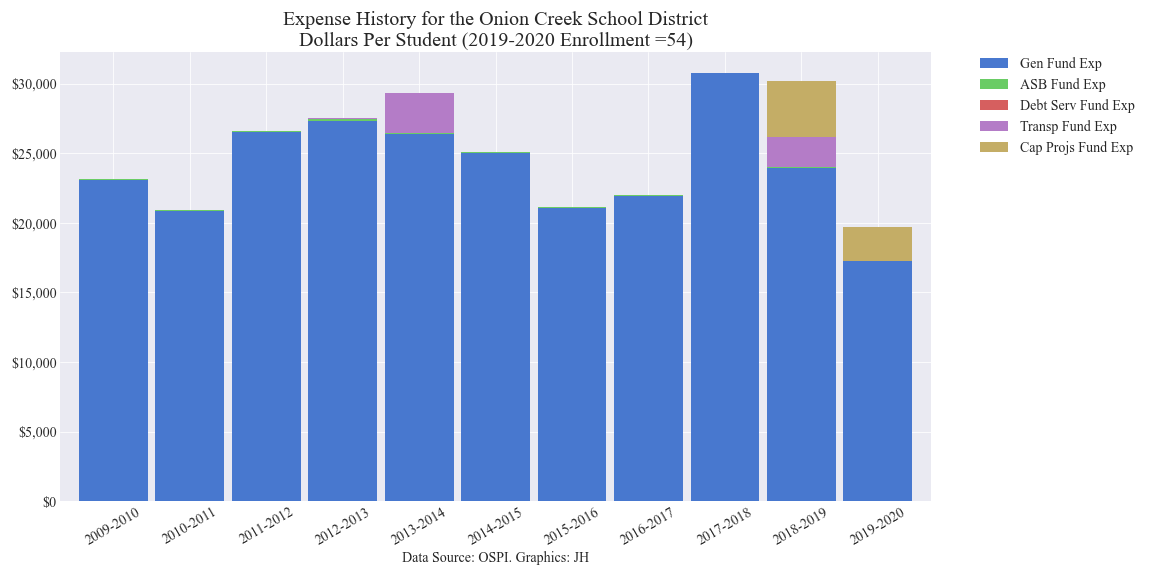 Expense History for the Onion Creek School District
Dollars Per Student (2019-2020 Enrollment =54)
$30,000
$25,000
$20,000
$15,000
$10,000
$5,000
$0
2009-2010
2010-2011
2011-2012
2012-2013
2013-2014
2014-2015
2015-2016
2016-2017
2017-2018
2018-2019
2019-2020
Data Source: OSPI. Graphics: JH
Gen Fund Exp
ASB Fund Exp
Debt Serv Fund Exp
Transp Fund Exp
Cap Projs Fund Exp